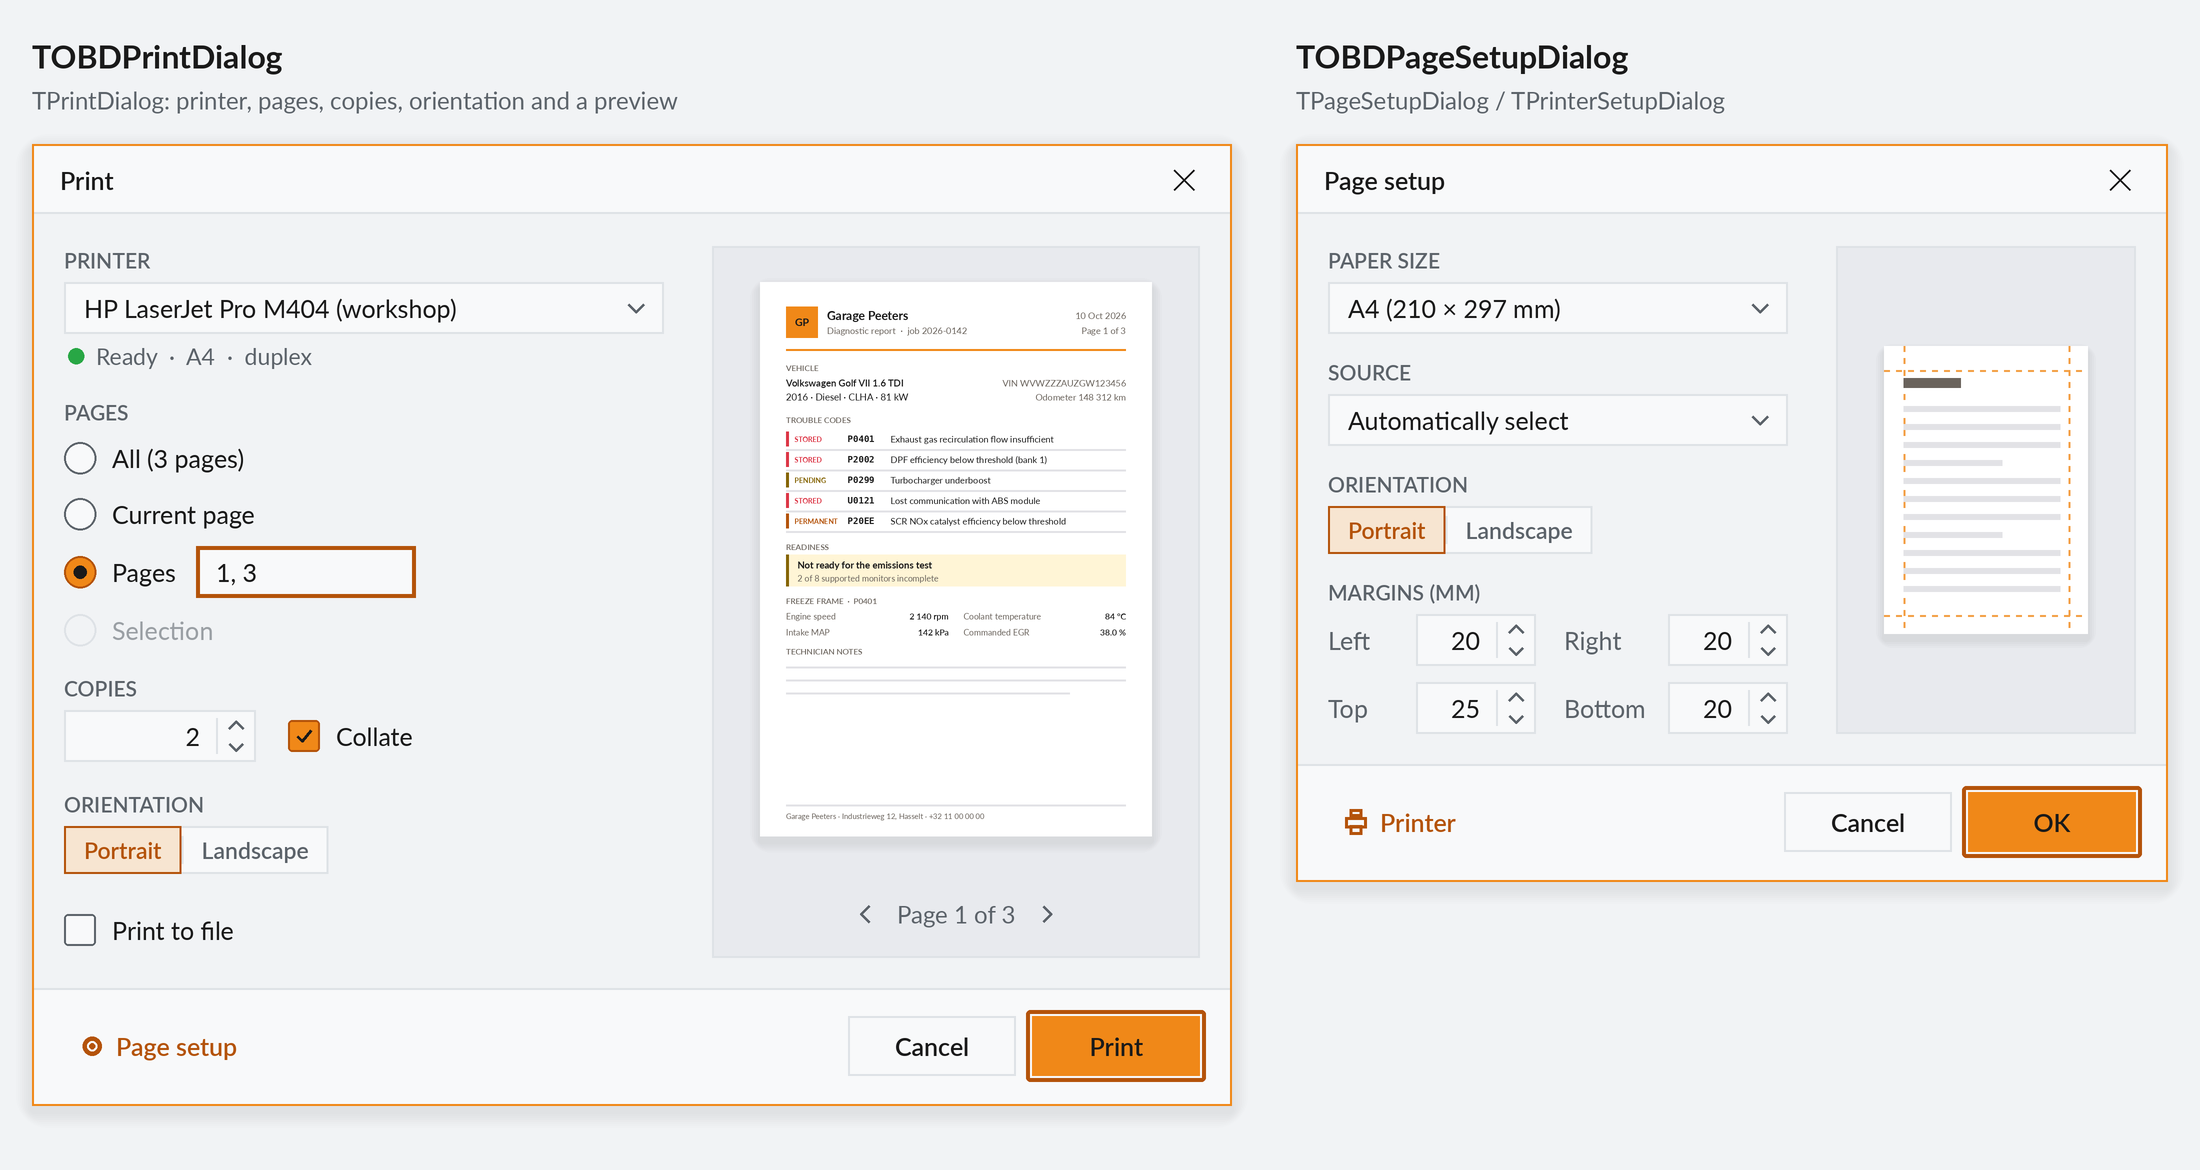 TOBDPrintDialog
TPrintDialog: printer, pages, copies, orientation and a preview
Print
PRINTER
HP LaserJet Pro M404 (workshop)
Ready · A4 · duplex
PAGES
All (3 pages)
Current page
Pages 1, 3
Selection
COPIES
2 Collate
ORIENTATION
Portrait Landscape
Print to file
GP Garage Peeters 10 Oct 2026
Diagnostic report · job 2026-0142 Page 1 of 3
VEHICLE
Volkswagen Golf VII 1.6 TDI VIN WVWZZZAUZGW123456
2016 · Diesel · CLHA · 81 kW Odometer 148 312 km
TROUBLE CODES
STORED P0401 Exhaust gas recirculation flow insufficient
STORED P2002 DPF efficiency below threshold (bank 1)
PENDING P0299 Turbocharger underboost
STORED U0121 Lost communication with ABS module
PERMANENT P20EE SCR NOx catalyst efficiency below threshold
READINESS
Not ready for the emissions test
2 of 8 supported monitors incomplete
FREEZE FRAME · P0401
Engine speed 2 140 rpm Coolant temperature 84 °C
Intake MAP 142 kPa Commanded EGR 38.0 %
TECHNICIAN NOTES
Garage Peeters · Industrieweg 12, Hasselt · +32 11 00 00 00
Page 1 of 3
Page setup
Cancel Print
TOBDPageSetupDialog
TPageSetupDialog / TPrinterSetupDialog
Page setup
PAPER SIZE
A4 (210 × 297 mm)
SOURCE
Automatically select
ORIENTATION
Portrait Landscape
MARGINS (MM)
Left 20 Right 20
Top 25 Bottom 20
Printer Cancel OK